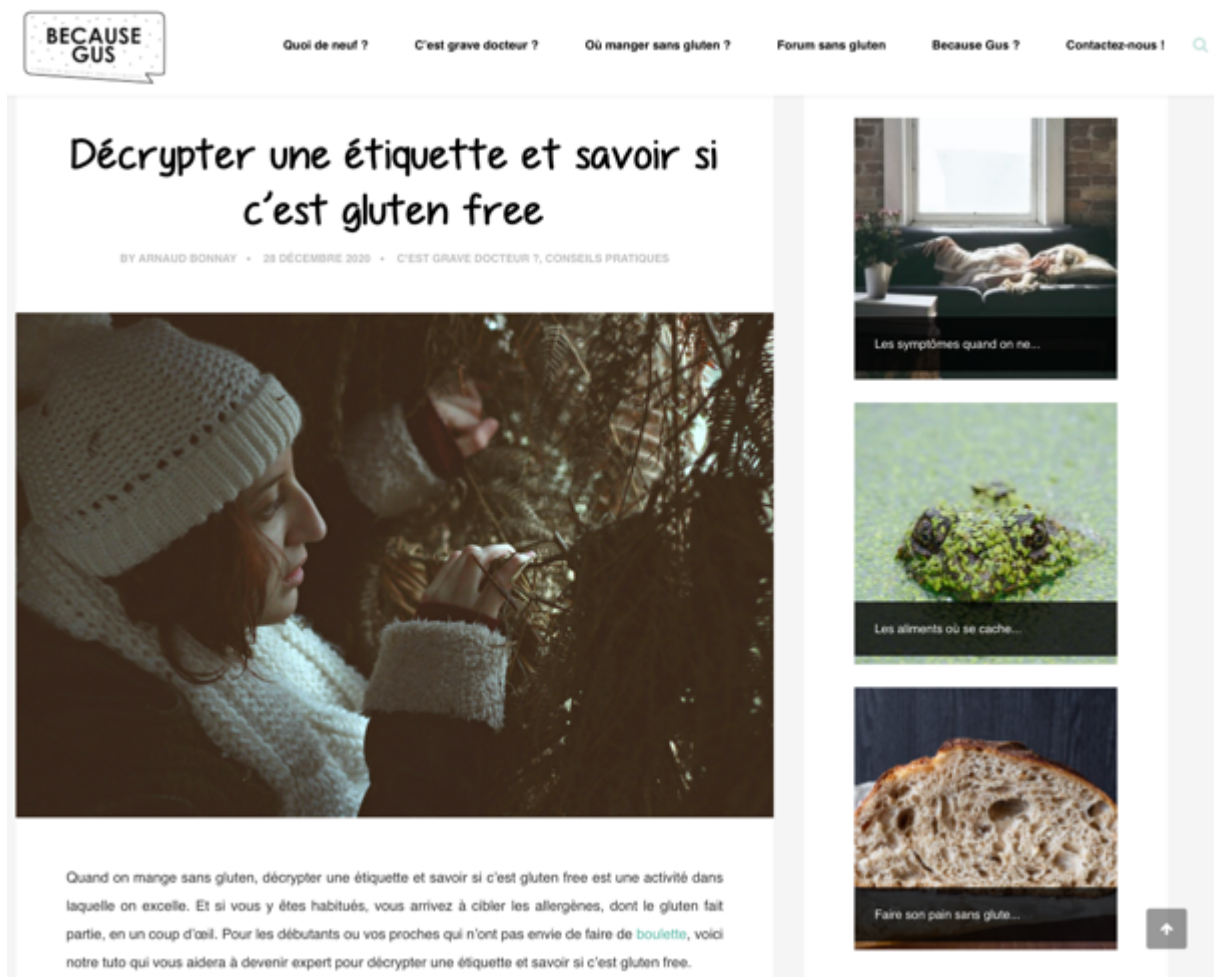 BECAUSE
GUS
Quoi de neuf ?
C'est grave docteur ?
Où manger sans gluten ?
Forum sans gluten
Because Gus ?
Contactez-nous !
Décrypter une étiquette et savoir si
c'est gluten free
BY ARNAUD BONNAY • 28 DÉCEMBRE 2020 • C'EST GRAVE DOCTEUR ?, CONSEILS PRATIQUES
Quand on mange sans gluten, décrypter une étiquette et savoir si c'est gluten free est une activité dans
laquelle on excelle. Et si vous y êtes habitués, vous arrivez à cibler les allergènes, dont le gluten fait
partie, en un coup d'œil. Pour les débutants ou vos proches qui n'ont pas envie de faire de boulette, voici
notre tuto qui vous aidera à devenir expert pour décrypter une étiquette et savoir si c'est gluten free.
Les symptômes quand on ne...
Les aliments où se cache...
Faire son pain sans glute...